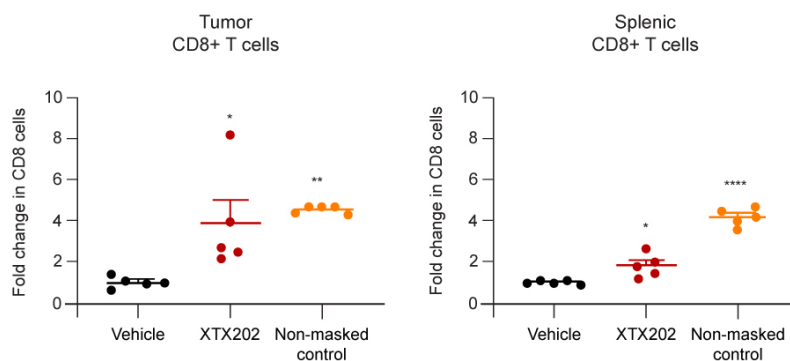 Tumor
CD8+ T cells
Fold change in CD8 cells
10
8
6
4
2
0
*
**
Vehicle
XTX202
Non-masked
control
Splenic
CD8+ T cells
Fold change in CD8 cells
10
8
6
4
2
0
*
****
Vehicle
XTX202
Non-masked
control